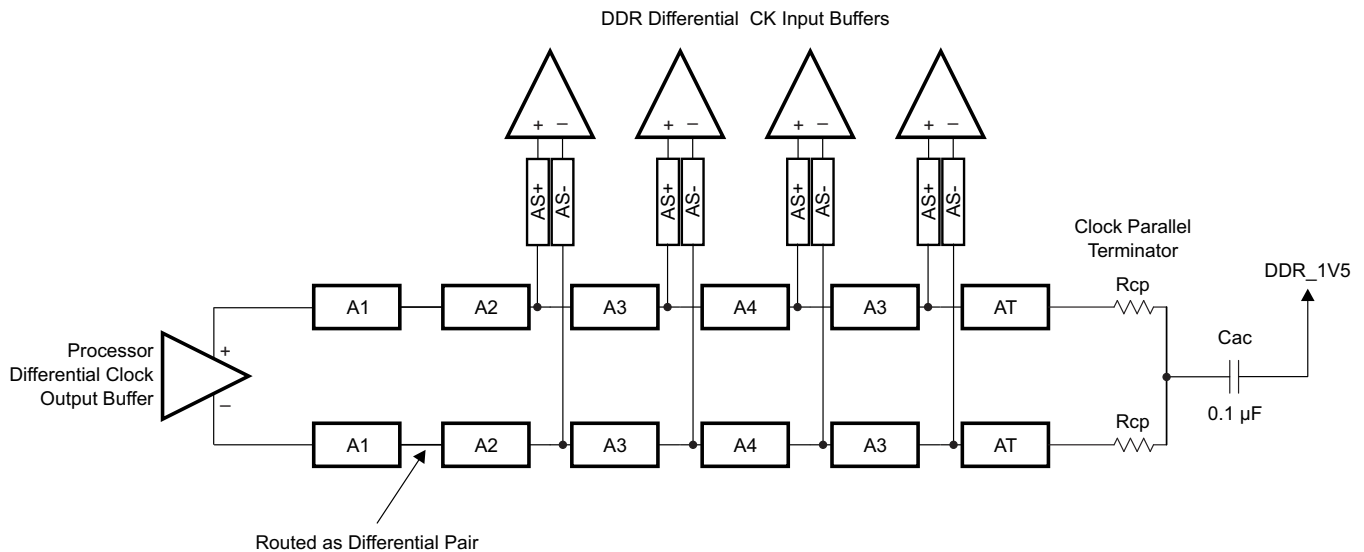 DDR Differential CK Input Buffers
+ – + – + – + –
AS+ AS- AS+ AS- AS+ AS- AS+ AS-
Clock Parallel
Terminator
DDR_1V5
Rcp
A1 A2 A3 A4 A3 AT
Processor
Differential Clock
Output Buffer
+
–
Cac
0.1 µF
Rcp
A1 A2 A3 A4 A3 AT
Routed as Differential Pair